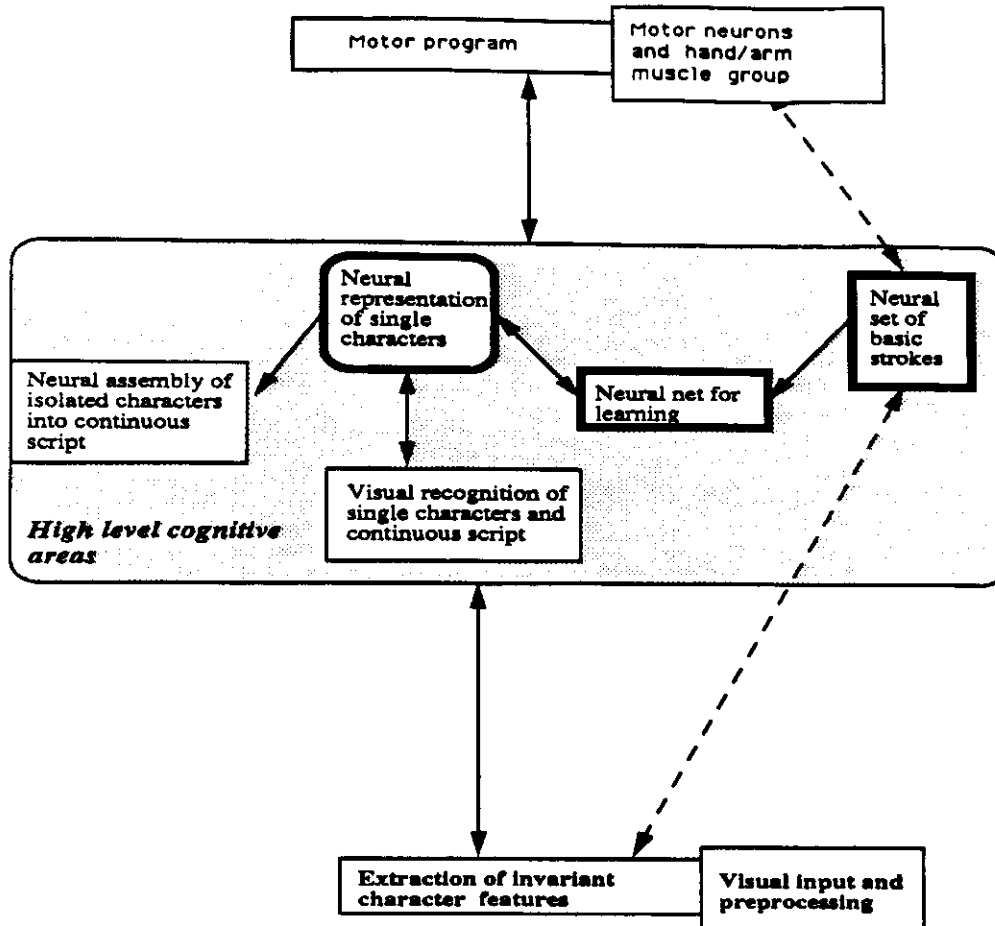 Motor program
Motor neurons
and hand/arm
muscle group
Neural
representation
of single
characters
Neural
set of
basic
strokes
Neural assembly of
isolated characters
into continuous
script
Neural net for
learning
Visual recognition of
single characters and
continuous script
High level cognitive
areas
Extraction of invariant
character features
Visual input and
preprocessing